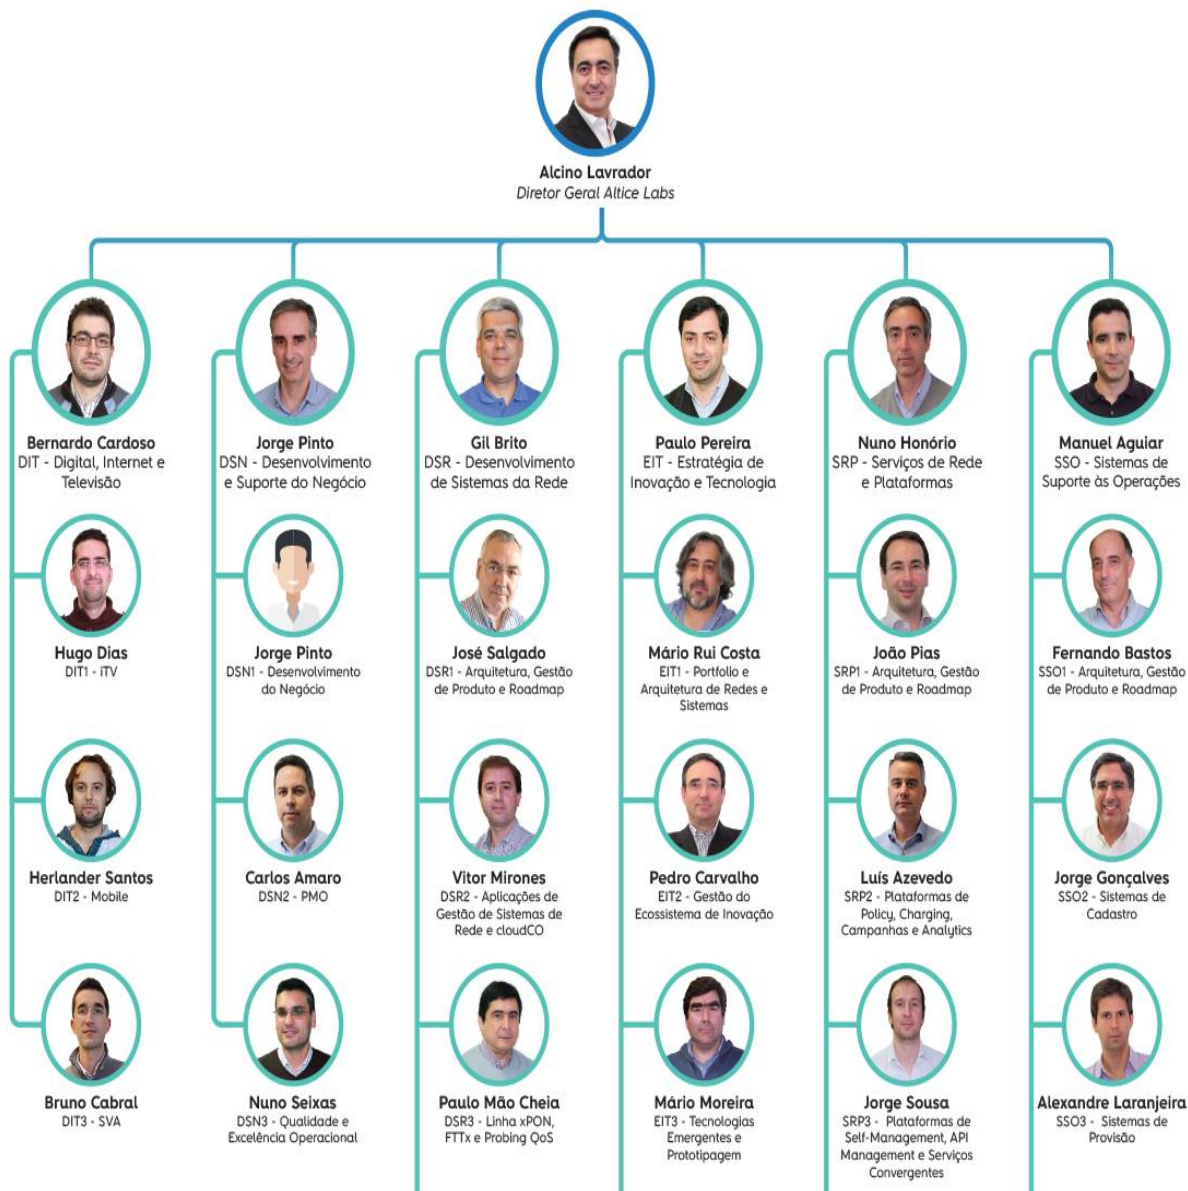 Alcino Lavrador
Diretor Geral Altice Labs
Bernardo Cardoso
DIT - Digital, Internet e
Televisão
Jorge Pinto
DSN - Desenvolvimento
e Suporte do Negócio
Gil Brito
DSR - Desenvolvimento
de Sistemas da Rede
Paulo Pereira
EIT - Estratégia de
Inovação e Tecnologia
Nuno Honório
SRP - Serviços de Rede
e Plataformas
Manuel Aguiar
SSO - Sistemas de
Suporte às Operações
Hugo Dias
DIT1 - iTV
Jorge Pinto
DSN1 - Desenvolvimento
do Negócio
José Salgado
DSR1 - Arquitetura, Gestão
de Produto e Roadmap
Mário Rui Costa
EIT1 - Portfolio e
Arquitetura de Redes e
Sistemas
João Pias
SRP1 - Arquitetura, Gestão
de Produto e Roadmap
Fernando Bastos
SSO1 - Arquitetura, Gestão
de Produto e Roadmap
Herlander Santos
DIT2 - Mobile
Carlos Amaro
DSN2 - PMO
Vitor Mirones
DSR2 - Aplicações de
Gestão de Sistemas de
Rede e cloudCO
Pedro Carvalho
EIT2 - Gestão do
Ecossistema de Inovação
Luís Azevedo
SRP2 - Plataformas de
Policy, Charging,
Campanhas e Analytics
Jorge Gonçalves
SSO2 - Sistemas de
Cadastro
Bruno Cabral
DIT3 - SVA
Nuno Seixas
DSN3 - Qualidade e
Excelência Operacional
Paulo Mão Cheia
DSR3 - Linha xPON,
FTTx e Probing QoS
Mário Moreira
EIT3 - Tecnologias
Emergentes e
Prototipagem
Jorge Sousa
SRP3 - Plataformas de
Self-Management, API
Management e Serviços
Convergentes
Alexandre Laranjeira
SSO3 - Sistemas de
Provisão